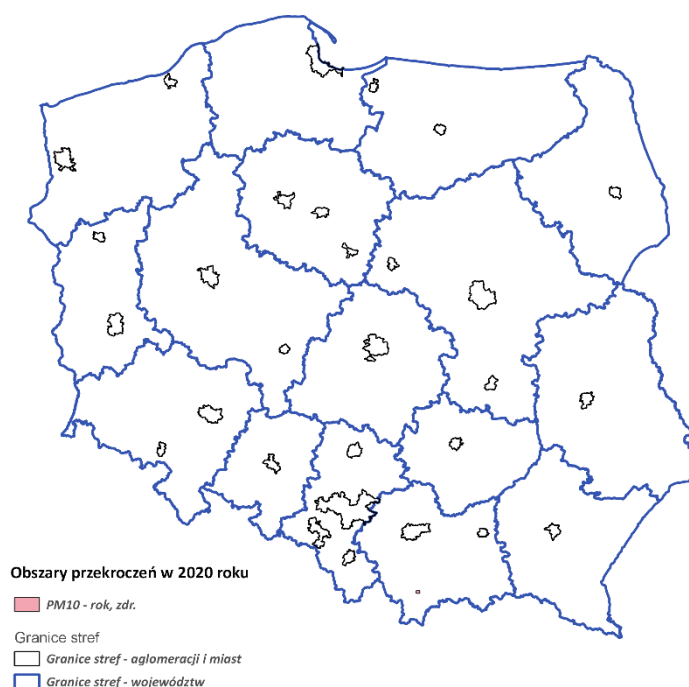 Obszary przekroczeń w 2020 roku
PM10 - rok, zdr.
Granice stref
Granice stref - aglomeracji i miast
Granice stref - województw